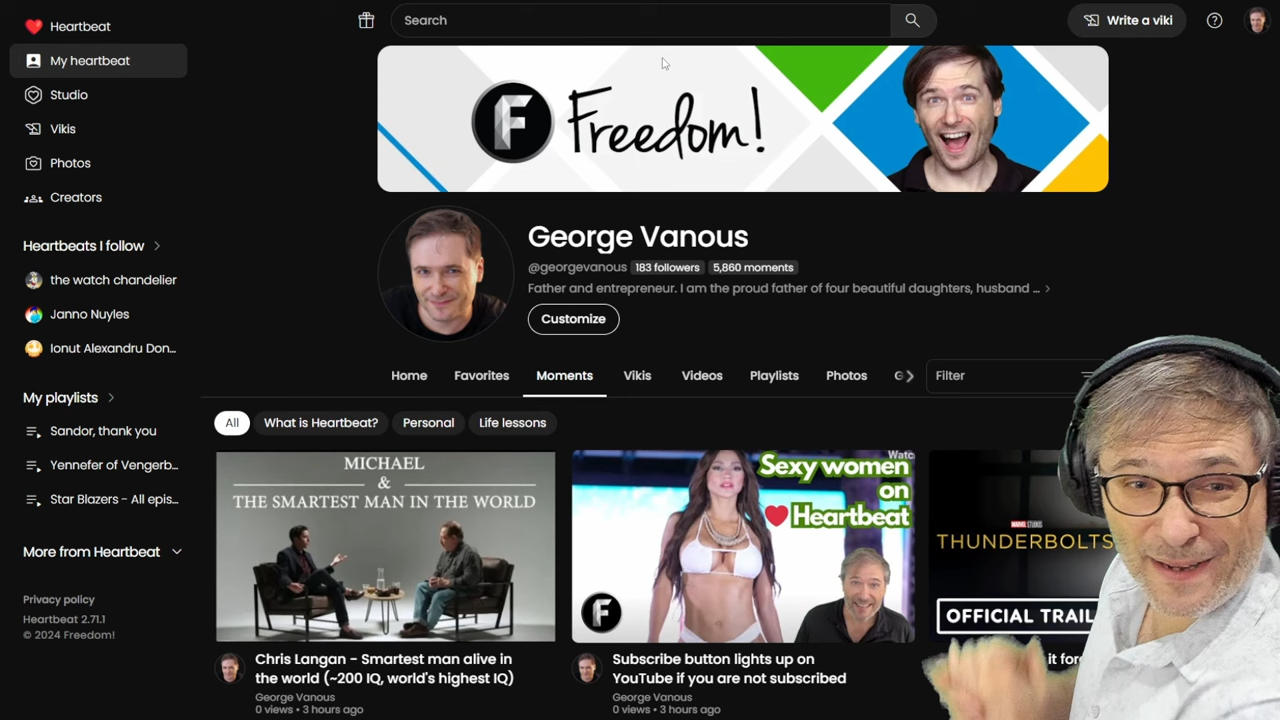 Heartbeat
Search
Write a viki
My heartbeat
Studio
Vikis
Photos
Creators
Heartbeats I follow
the watch chandelier
Janno Nuyles
Ionut Alexandru Don...
My playlists
Sandor, thank you
Yennefer of Vengerb...
Star Blazers - All epis...
More from Heartbeat
Privacy policy
Heartbeat 2.71.1
© 2024 Freedom!
F Freedom!
George Vanous
@georgevanous 183 followers 5,860 moments
Father and entrepreneur. I am the proud father of four beautiful daughters, husband ...
Customize
Home Favorites Moments Vikis Videos Playlists Photos G Filter
All What is Heartbeat? Personal Life lessons
MICHAEL
&
THE SMARTEST MAN IN THE WORLD
Chris Langan - Smartest man alive in
the world (~200 IQ, world's highest IQ)
George Vanous
0 views • 3 hours ago
Watc
Sexy women
on
Heartbeat
F
Subscribe button lights up on
YouTube if you are not subscribed
George Vanous
0 views • 3 hours ago
MARVEL STUDIOS
THUNDERBOLTS
OFFICIAL TRAIL
it for